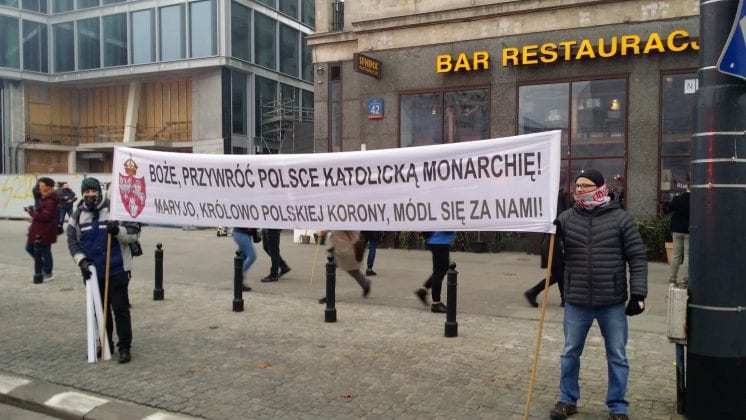 BAR RESTAURACJ
SPHINX
42
N
BOŻE, PRZYWRÓĆ POLSCE KATOLICKĄ MONARCHIĘ!
MARYJO, KRÓLOWO POLSKIEJ KORONY, MÓDL SIĘ ZA NAMI!